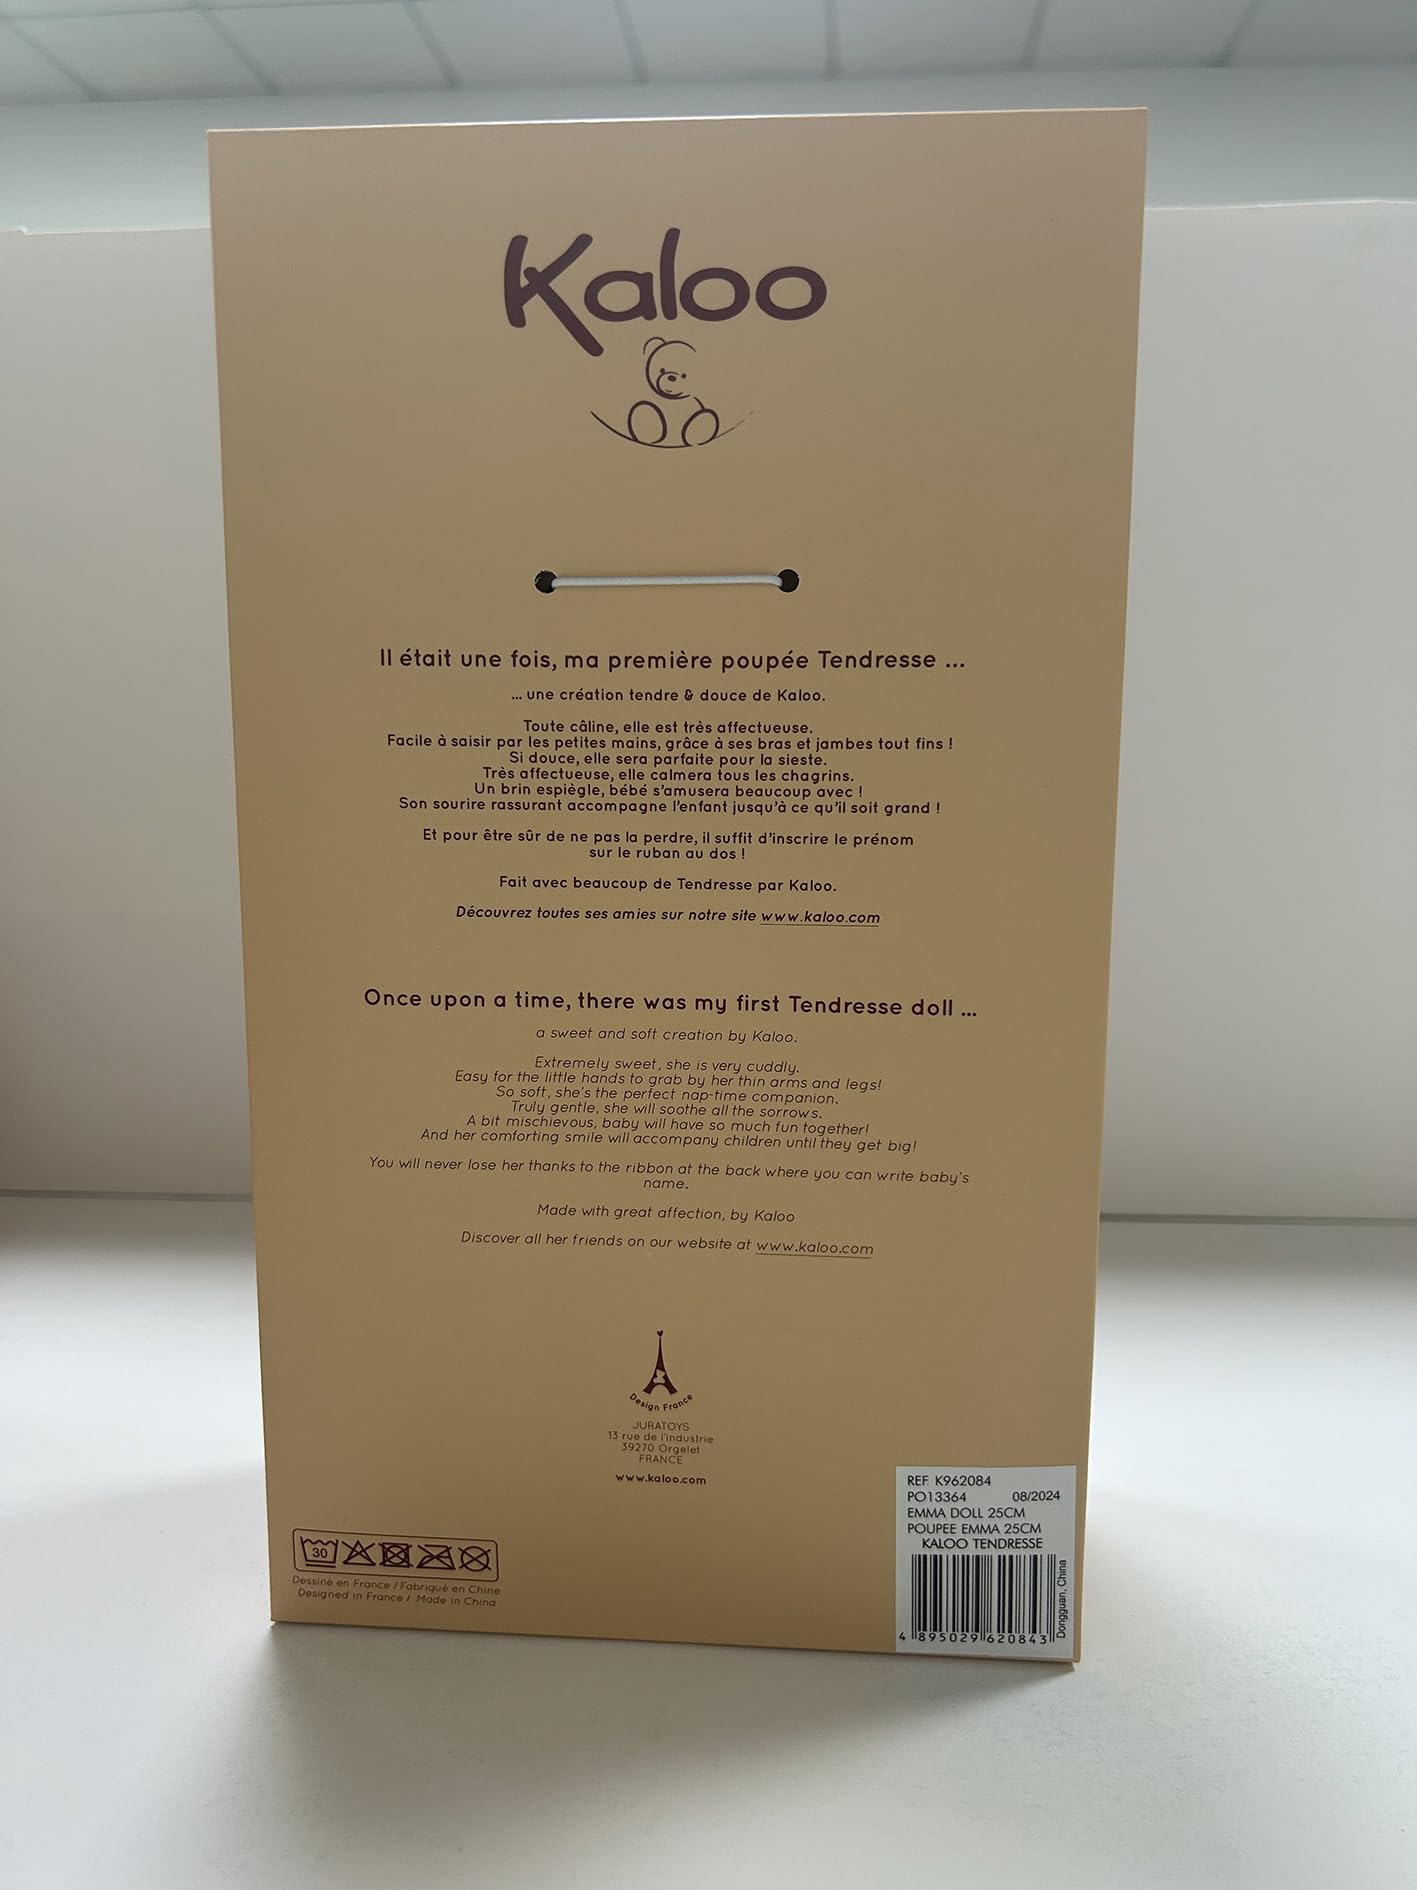 Kaloo
Il était une fois, ma première poupée Tendresse ...
... une création tendre & douce de Kaloo.
Toute câline, elle est très affectueuse.
Facile à saisir par les petites mains, grâce à ses bras et jambes tout fins !
Si douce, elle sera parfaite pour la sieste.
Très affectueuse, elle calmera tous les chagrins.
Un brin espiègle, bébé s'amusera beaucoup avec !
Son sourire rassurant accompagne l'enfant jusqu'à ce qu'il soit grand !
Et pour être sûr de ne pas la perdre, il suffit d'inscrire le prénom
sur le ruban au dos !
Fait avec beaucoup de Tendresse par Kaloo.
Découvrez toutes ses amies sur notre site www.kaloo.com
Once upon a time, there was my first Tendresse doll ...
a sweet and soft creation by Kaloo.
Extremely sweet, she is very cuddly.
Easy for the little hands to grab by her thin arms and legs!
So soft, she's the perfect nap-time companion.
Truly gentle, she will soothe all the sorrows.
A bit mischievous, baby will have so much fun together!
And her comforting smile will accompany children until they get big!
You will never lose her thanks to the ribbon at the back where you can write baby's
name.
Made with great affection, by Kaloo
Discover all her friends on our website at www.kaloo.com
Design France
JURATOYS
13 rue de l'industrie
39270 Orgelet
FRANCE
www.kaloo.com
30
Dessiné en France / Fabriqué en Chine
Designed in France / Made in China
REF. K962084
PO13364 08/2024
EMMA DOLL 25CM
POUPEE EMMA 25CM
KALOO TENDRESSE
Dongguan, China
4 895029 620843